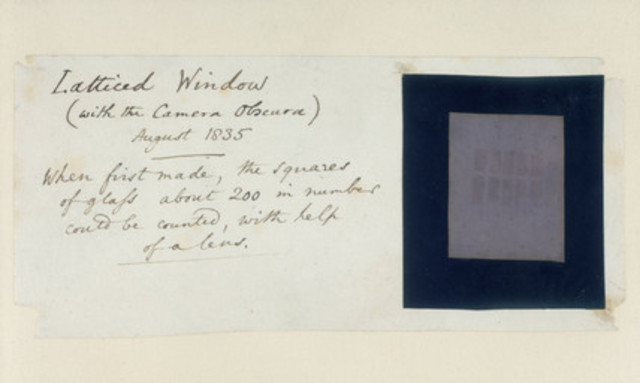 Latticed Window
(with the Camera Obscura)
August 1835
When first made, the squares
of glass about 200 in number
could be counted, with help
of a lens.